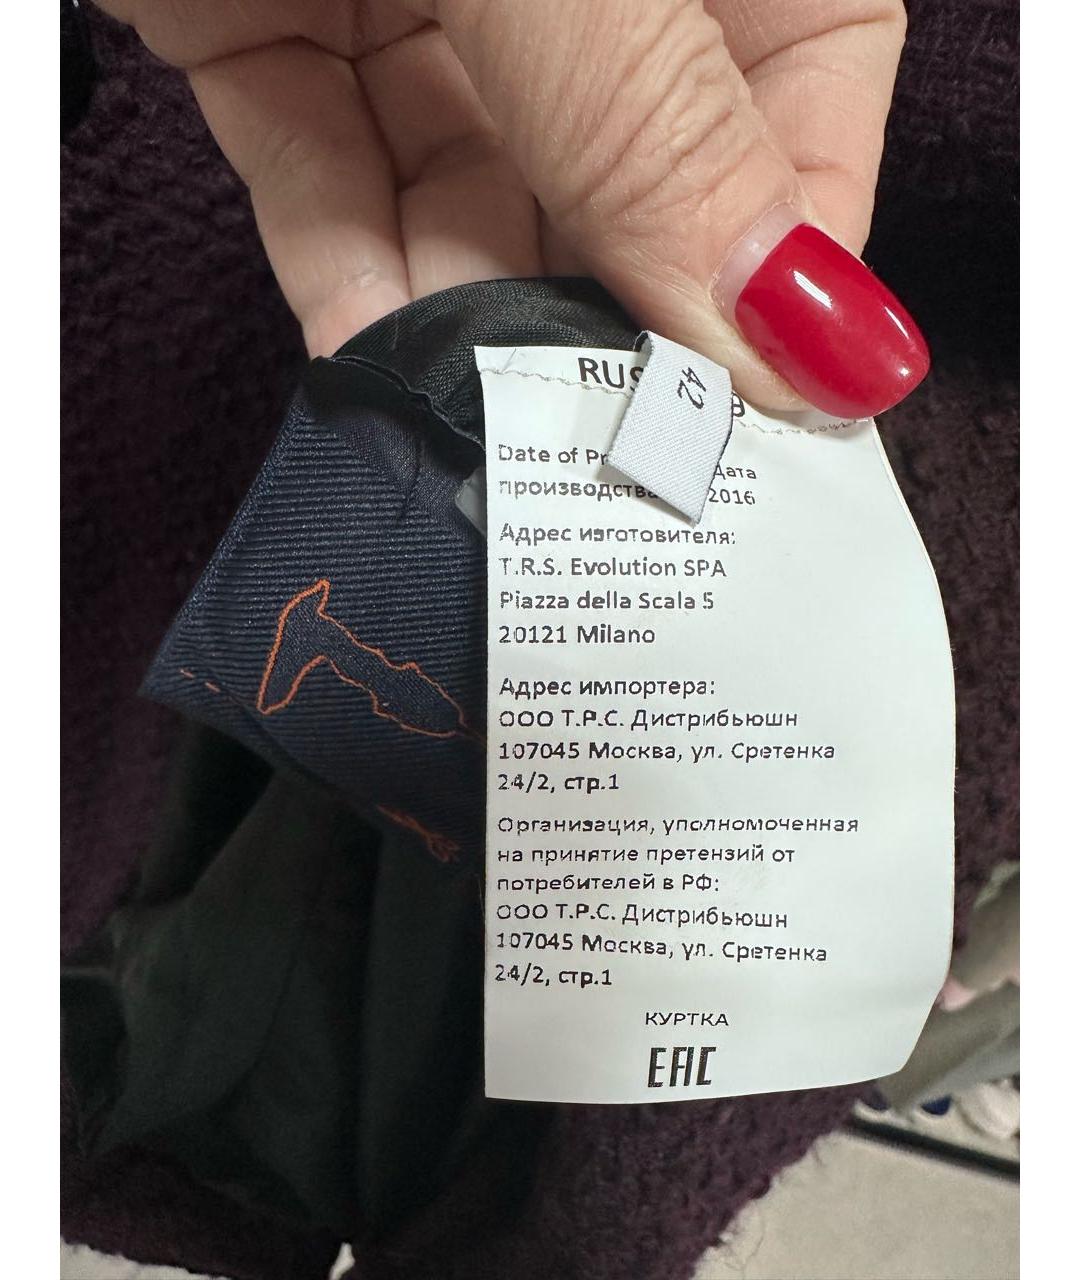 RUS
42
Date of Pr
Дата
производства
2016
Адрес изготовителя:
T.R.S. Evolution SPA
Piazza della Scala 5
20121 Milano
Адрес импортера:
ООО Т.Р.С. Дистрибьюшн
107045 Москва, ул. Сретенка
24/2, стр.1
Организация, уполномоченная
на принятие претензий от
потребителей в РФ:
ООО Т.Р.С. Дистрибьюшн
107045 Москва, ул. Сретенка
24/2, стр.1
КУРТКА
EAC